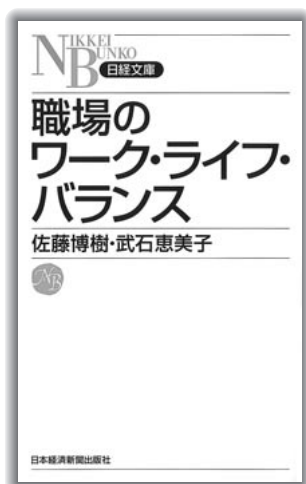 NIKKEI
BUNKO
日経文庫
職場の
ワーク・ライフ・
バランス
佐藤博樹・武石恵美子
NB
日本経済新聞出版社